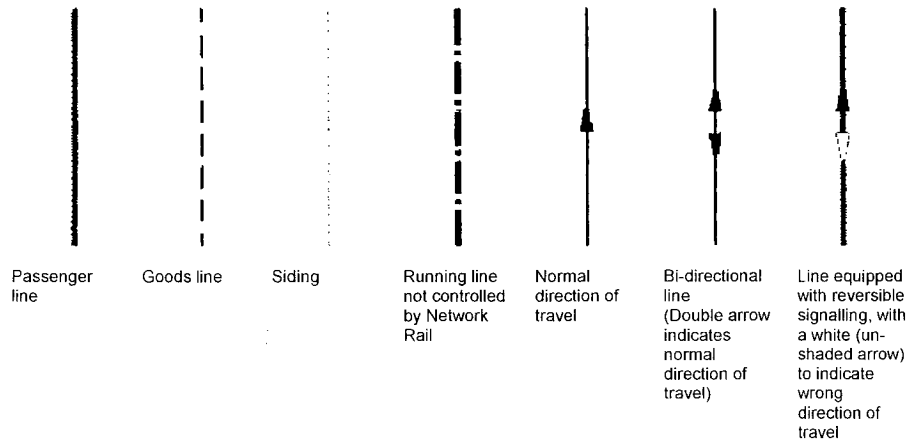 Passenger
line
Goods line
Siding
Running line
not controlled
by Network
Rail
Normal
direction of
travel
Bi-directional
line
(Double arrow
indicates
normal
direction of
travel)
Line equipped
with reversible
signalling, with
a white (un-
shaded arrow)
to indicate
wrong
direction of
travel